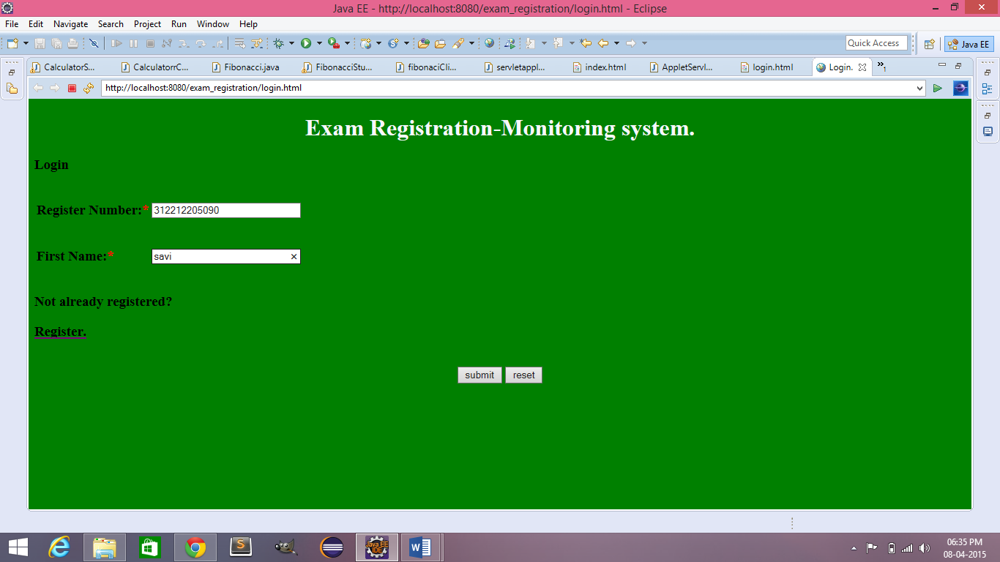 Java EE - http://localhost:8080/exam_registration/login.html - Eclipse
File Edit Navigate Search Project Run Window Help
Quick Access Java EE
CalculatorS... CalculatorrC... Fibonacci.java FibonacciStu... fibonaciCli... servletappl... index.html AppletServl... login.html Login. »1
http://localhost:8080/exam_registration/login.html
Exam Registration-Monitoring system.
Login
Register Number:* 312212205090
First Name:* savi
Not already registered?
Register.
submit reset
S Java EE IDE W
06:35 PM
08-04-2015